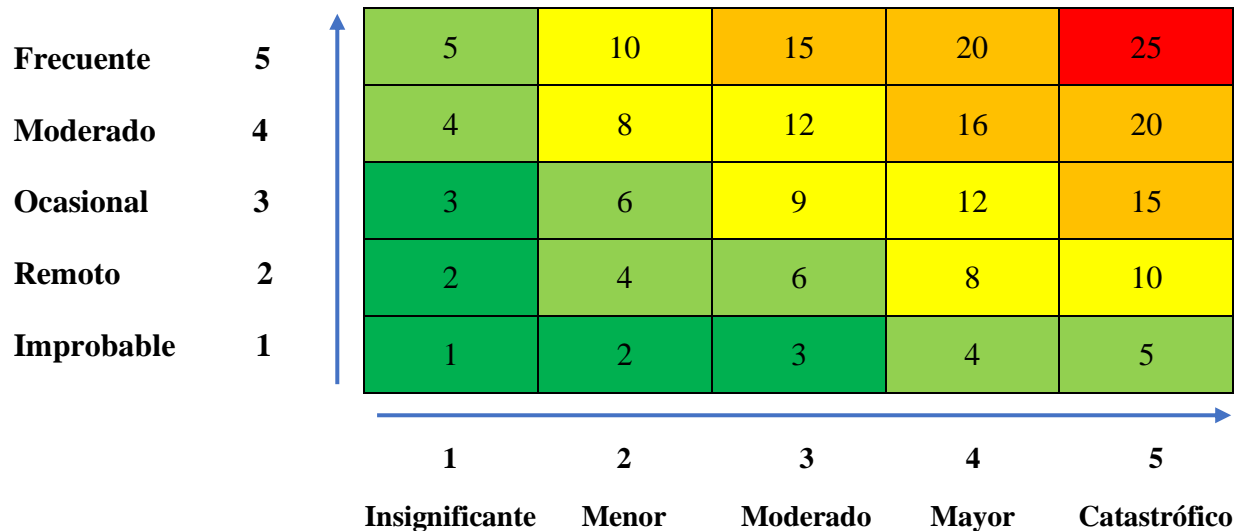 Frecuente 5 5 10 15 20 25
Moderado 4 4 8 12 16 20
Ocasional 3 3 6 9 12 15
Remoto 2 2 4 6 8 10
Improbable 1 1 2 3 4 5
1 2 3 4 5
Insignificante Menor Moderado Mayor Catastrófico